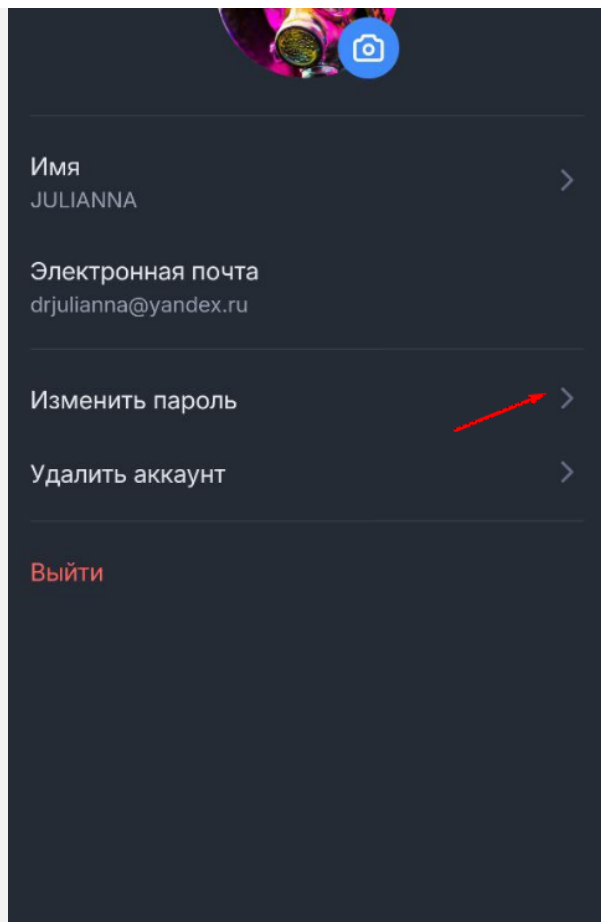 Имя
JULIANNA
Электронная почта
drjulianna@yandex.ru
Изменить пароль
Удалить аккаунт
Выйти